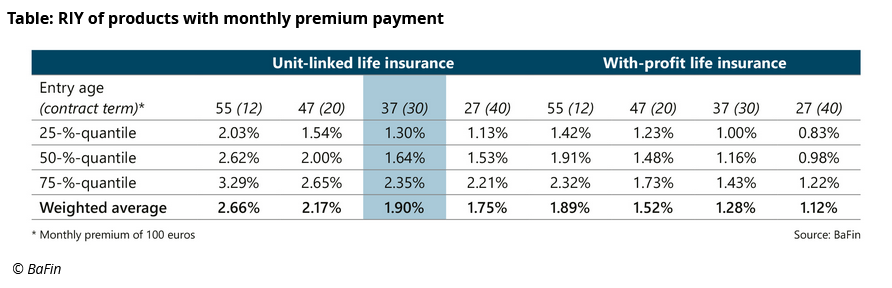 Table: RIY of products with monthly premium payment
Unit-linked life insurance With-profit life insurance
Entry age
(contract term)* 55 (12) 47 (20) 37 (30) 27 (40) 55 (12) 47 (20) 37 (30) 27 (40)
25-%-quantile 2.03% 1.54% 1.30% 1.13% 1.42% 1.23% 1.00% 0.83%
50-%-quantile 2.62% 2.00% 1.64% 1.53% 1.91% 1.48% 1.16% 0.98%
75-%-quantile 3.29% 2.65% 2.35% 2.21% 2.32% 1.73% 1.43% 1.22%
Weighted average 2.66% 2.17% 1.90% 1.75% 1.89% 1.52% 1.28% 1.12%
* Monthly premium of 100 euros Source: BaFin
© BaFin